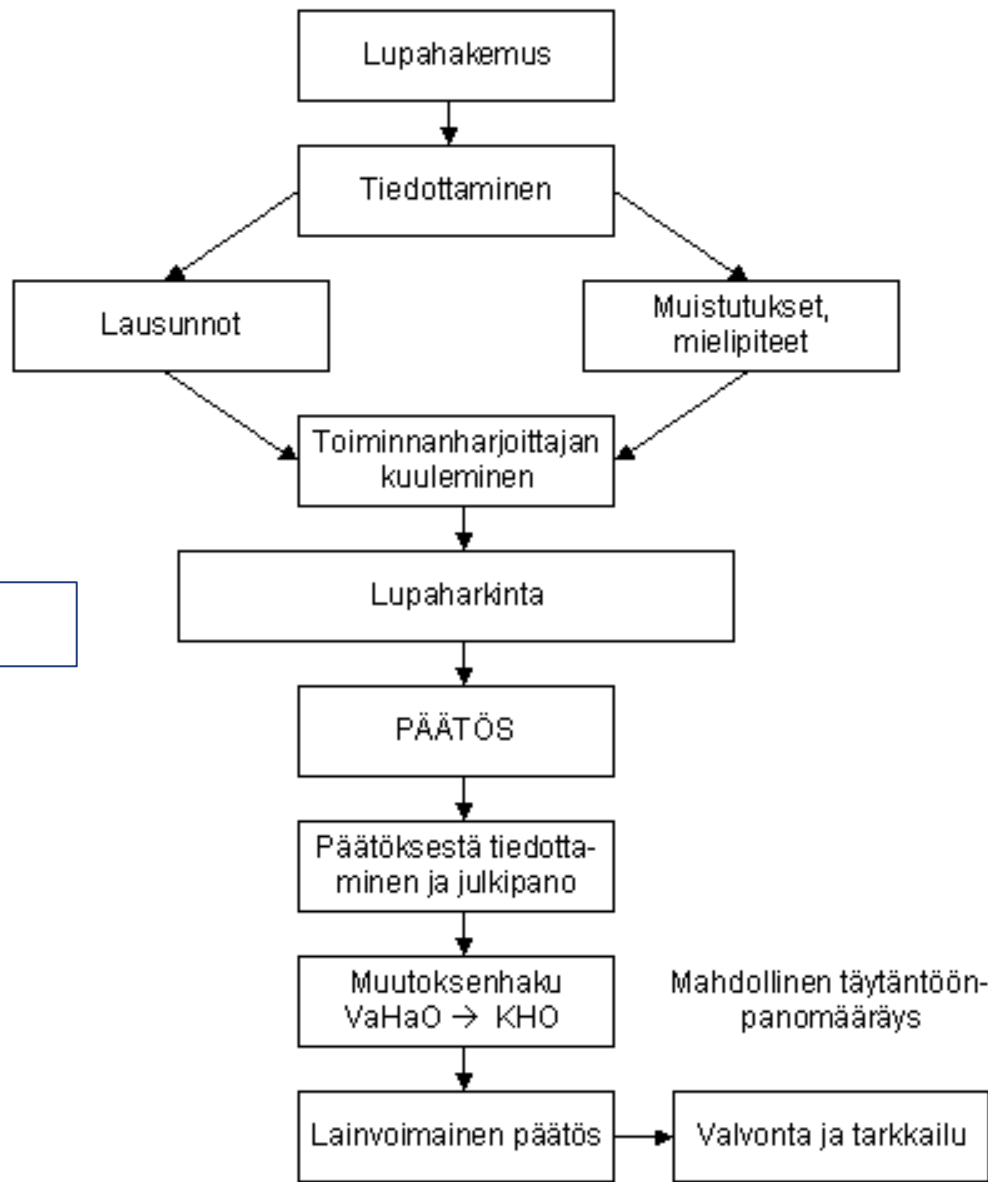 Lupahakemus
Tiedottaminen
Lausunnot
Muistutukset,
mielipiteet
Toiminnanharjoittajan
kuuleminen
Lupaharkinta
PÄÄTÖS
Päätöksestä tiedotta-
minen ja julkipano
Muutoksenhaku
VaHaO → KHO
Mahdollinen täytäntöön-
panomääräys
Lainvoimainen päätös
Valvonta ja tarkkailu